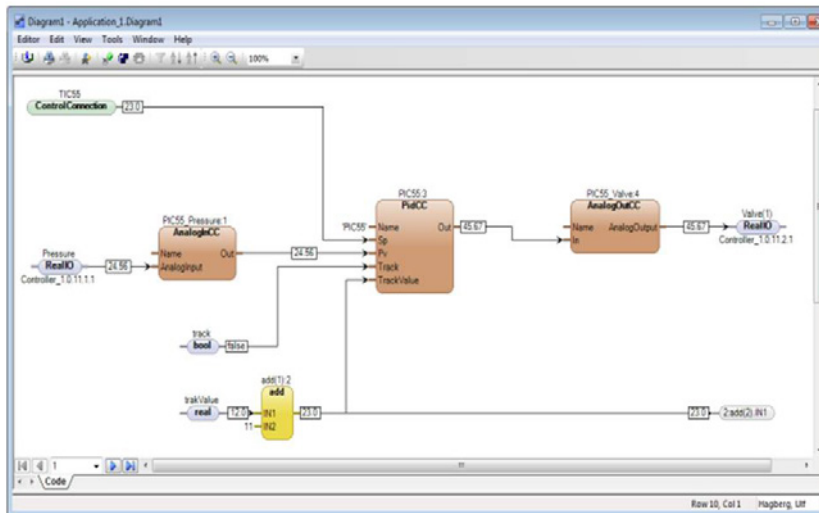 Diagram1 - Application_1.Diagram1
Editor Edit View Tools Window Help
100%
TIC55
ControlConnection 23.0
PIC55_Pressure:1
AnalogInCC
Name Out
AnalogInput
Pressure
RealIO 24.56
Controller_1.0.11.1.1
24.56
PIC55:3
PidCC
'PIC55' Name Out 45.67
Sp
Pv
Track
TrackValue
PIC55_Valve:4
AnalogOutCC
Name AnalogOutput 45.67
In
Valve(1)
RealIO
Controller_1.0.11.2.1
track
bool false
add(1):2
add
trakValue
real 12.0 IN1 23.0
11 IN2
23.0 2:add(2).IN1
1
Code
Row 10, Col 1 Hagberg, Ulf